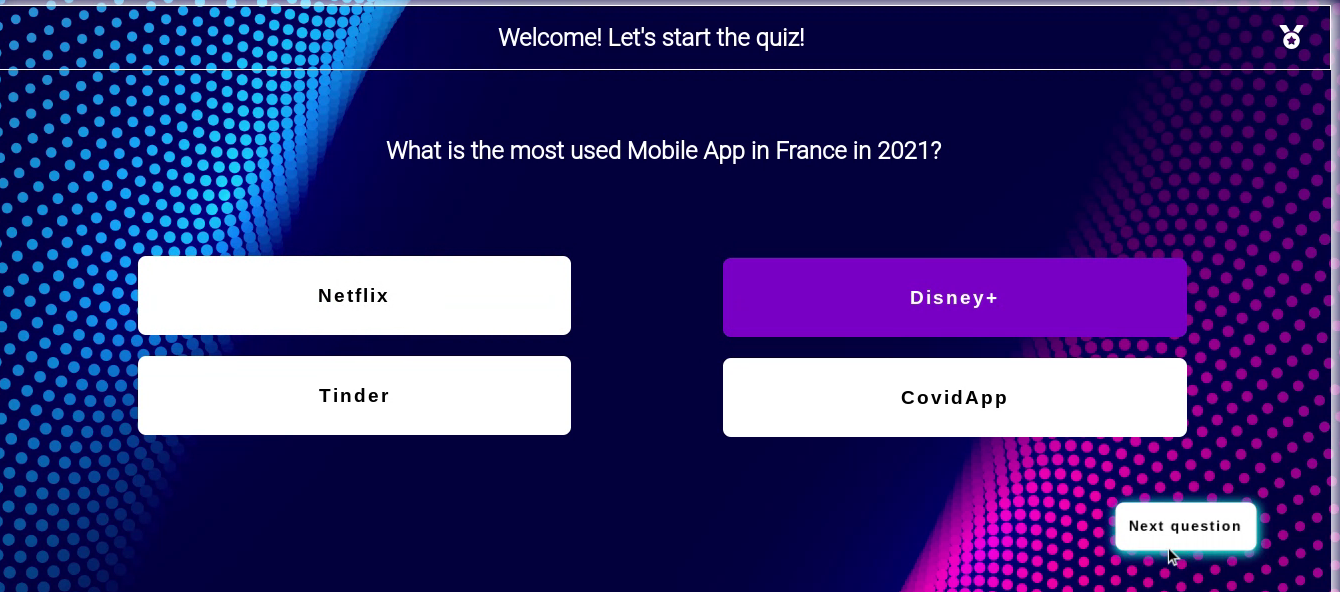 Welcome! Let's start the quiz!
What is the most used Mobile App in France in 2021?
Netflix
Disney+
Tinder
CovidApp
Next question